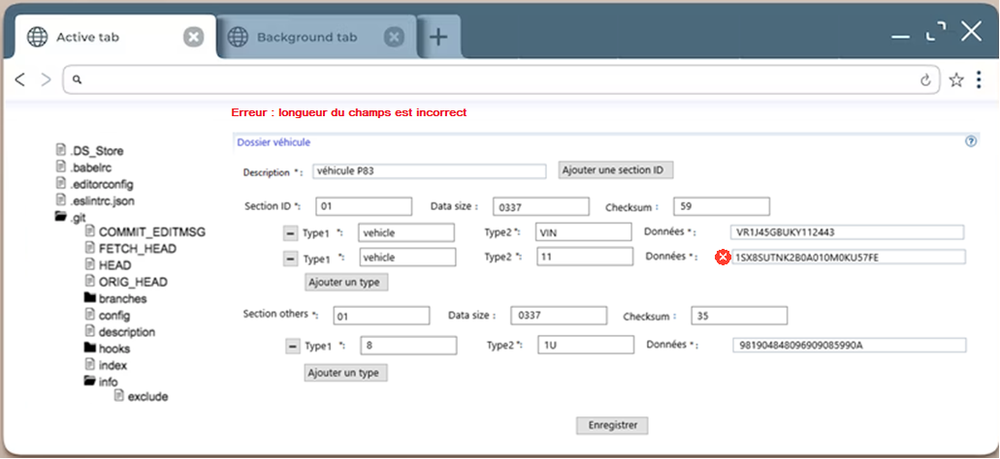 Active tab
Background tab
Erreur : longueur du champs est incorrect
.DS_Store
.babelrc
.editorconfig
.eslintrc.json
.git
COMMIT_EDITMSG
FETCH_HEAD
HEAD
ORIG_HEAD
branches
config
description
hooks
index
info
exclude
Dossier véhicule
Description * : véhicule P83 Ajouter une section ID
Section ID *: 01 Data size : 0337 Checksum : 59
Type1 *: vehicle Type2 *: VIN Données * : VR1J45GBUKY112443
Type1 *: vehicle Type2 *: 11 Données * : 1SX8SUTNK2B0A010M0KU57FE
Ajouter un type
Section others *: 01 Data size : 0337 Checksum : 35
Type1 *: 8 Type2 *: 1U Données * : 981904848096909085990A
Ajouter un type
Enregistrer